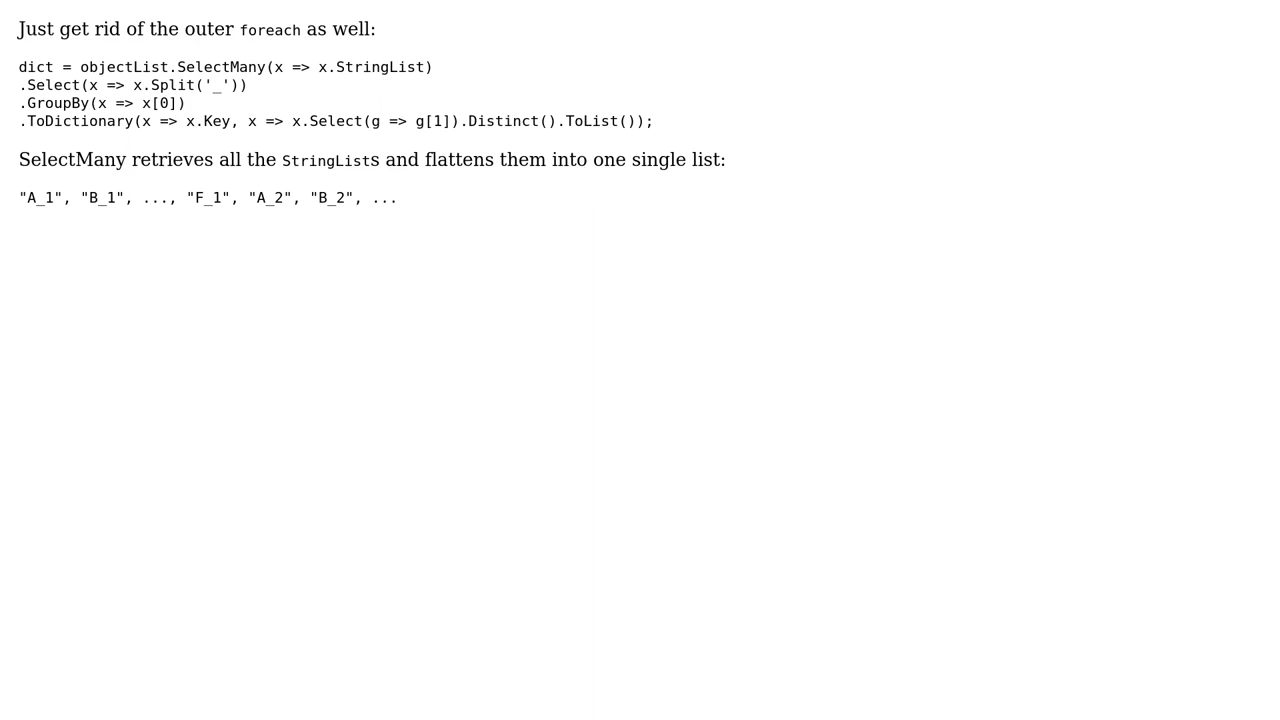 Just get rid of the outer foreach as well:
dict = objectList.SelectMany(x => x.StringList)
.Select(x => x.Split('_'))
.GroupBy(x => x[0])
.ToDictionary(x => x.Key, x => x.Select(g => g[1]).Distinct().ToList());
SelectMany retrieves all the StringLists and flattens them into one single list:
"A_1", "B_1", ..., "F_1", "A_2", "B_2", ...